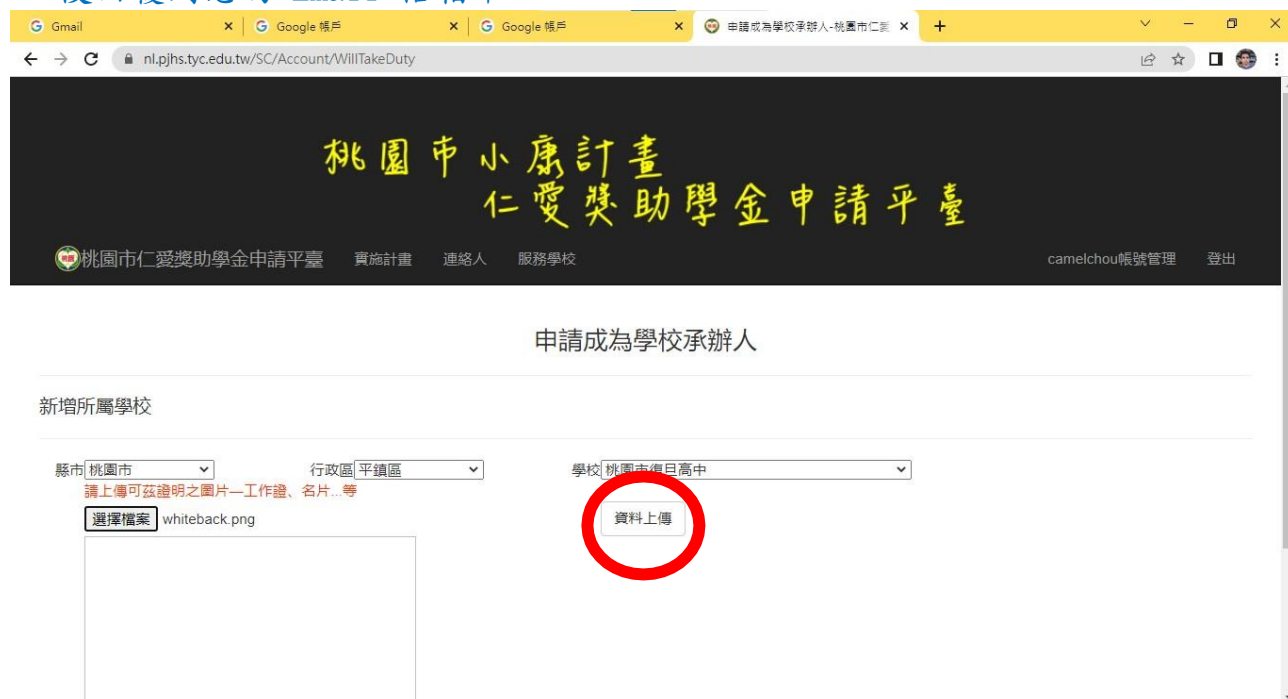 Gmail
Google 帳戶
Google 帳戶
申請成為學校承辦人-桃園市仁愛
nl.pjhs.tyc.edu.tw/SC/Account/WillTakeDuty
桃園市小康計畫
仁愛獎助學金申請平臺
桃園市仁愛獎助學金申請平臺 實施計畫 連絡人 服務學校 camelchou帳號管理 登出
申請成為學校承辦人
新增所屬學校
縣市 桃園市 行政區 平鎮區 學校 桃園市復旦高中
請上傳可茲證明之圖片—工作證、名片...等
選擇檔案 whiteback.png 資料上傳